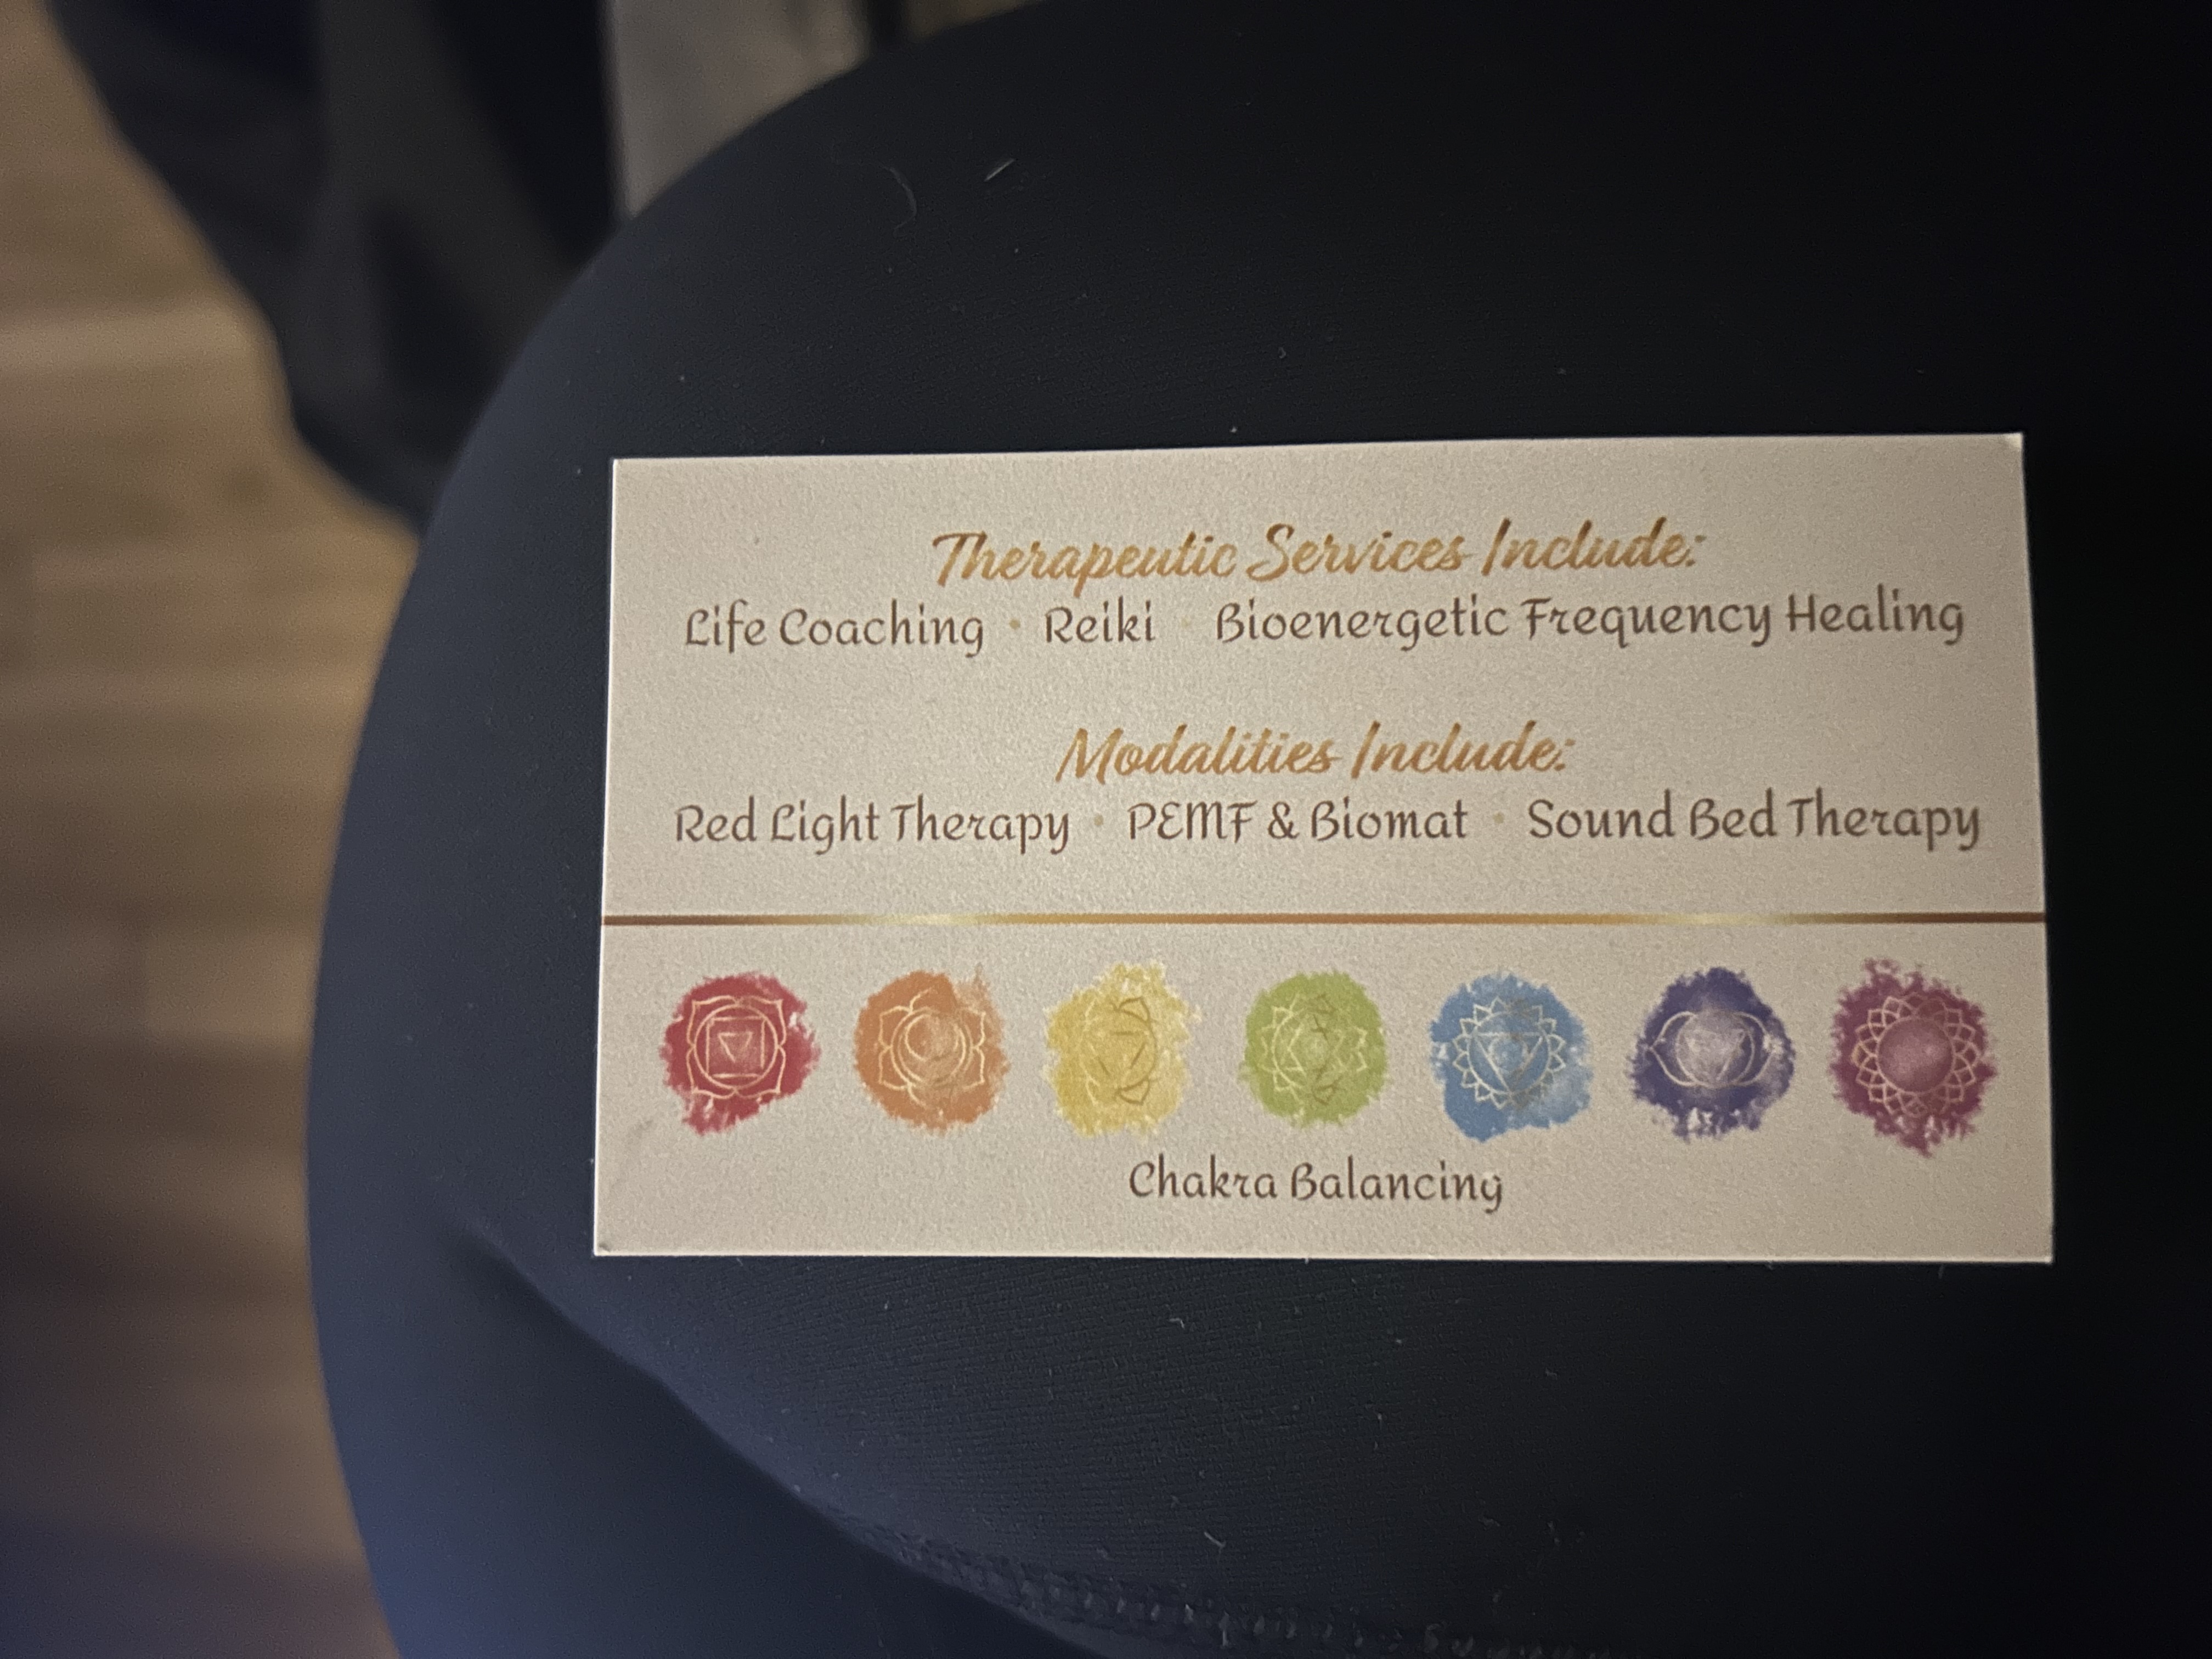 Therapeutic Services Include:
Life Coaching • Reiki • Bioenergetic Frequency Healing
Modalities Include:
Red Light Therapy • PEMF & Biomat • Sound Bed Therapy
Chakra Balancing